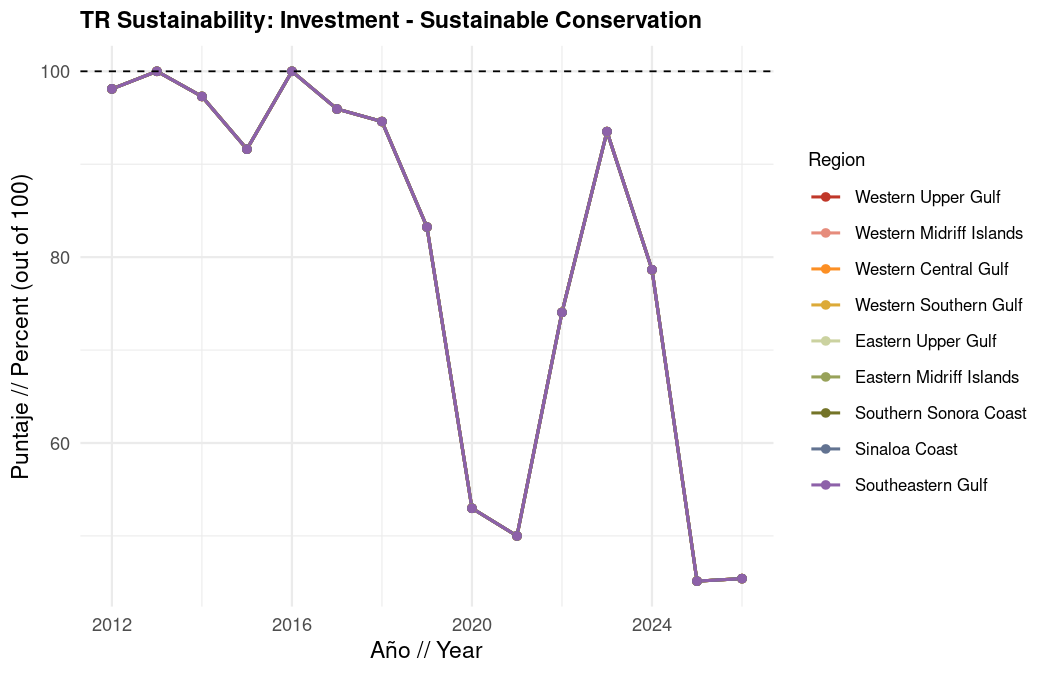 TR Sustainability: Investment - Sustainable Conservation
Puntaje // Percent (out of 100)
100
80
60
2012
2016
2020
2024
Año // Year
Region
Western Upper Gulf
Western Midriff Islands
Western Central Gulf
Western Southern Gulf
Eastern Upper Gulf
Eastern Midriff Islands
Southern Sonora Coast
Sinaloa Coast
Southeastern Gulf